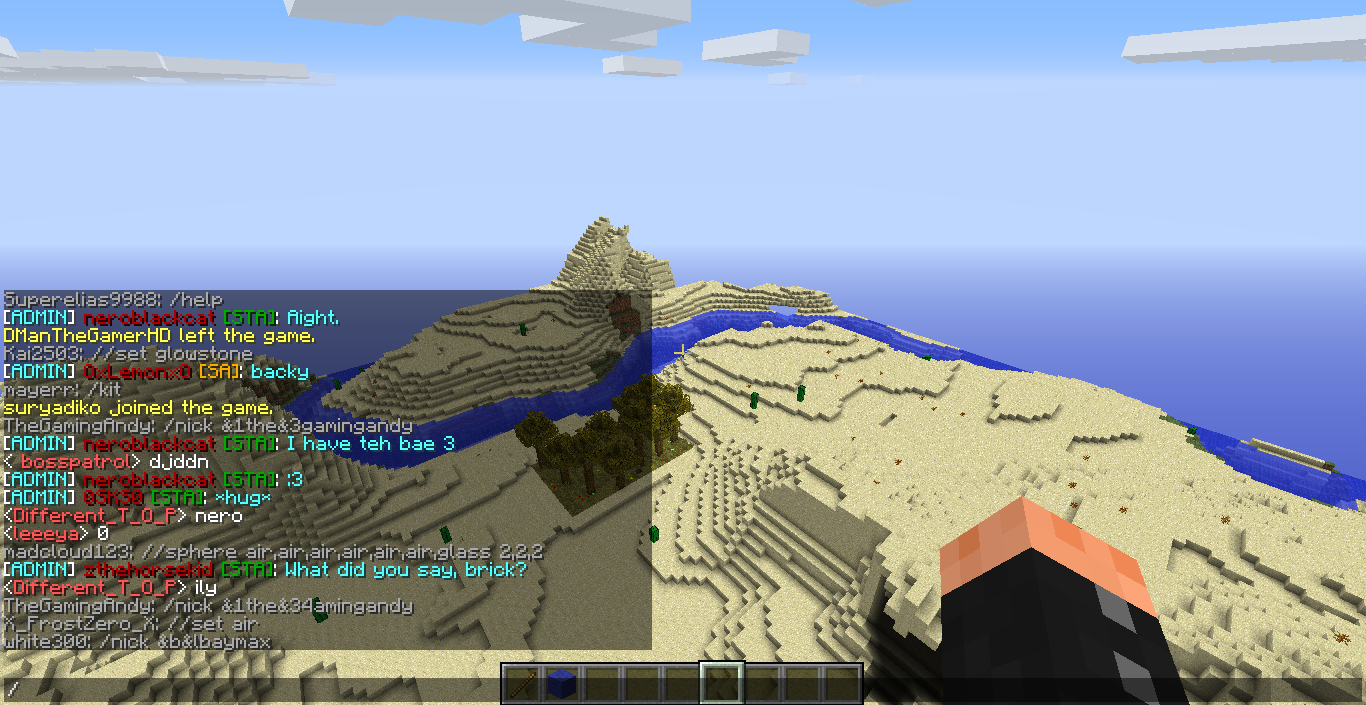 Superelias9988: /help
[ADMIN] neroblackcat [STA]: Aight.
DManTheGamerHD left the game.
Kai2503: //set glowstone
[ADMIN] 0xLemonx0 [SA]: backy
mayerr: /kit
suryadiko joined the game.
TheGamingAndy: /nick &1the&3gamingandy
[ADMIN] neroblackcat [STA]: I have teh bae 3
< bosspatrol> djddn
[ADMIN] neroblackcat [STA]: :3
[ADMIN] 0SKS0 [STA]: *hug*
<Different_T_O_P> nero
<leeeya> 0
madcloud123: //sphere air,air,air,air,air,air,glass 2,2,2
[ADMIN] zthehorsekid [STA]: What did you say, brick?
<Different_T_O_P> ily
TheGamingAndy: /nick &1the&34amingandy
X_FrostZero_X: //set air
white300: /nick &b&lbaymax
/